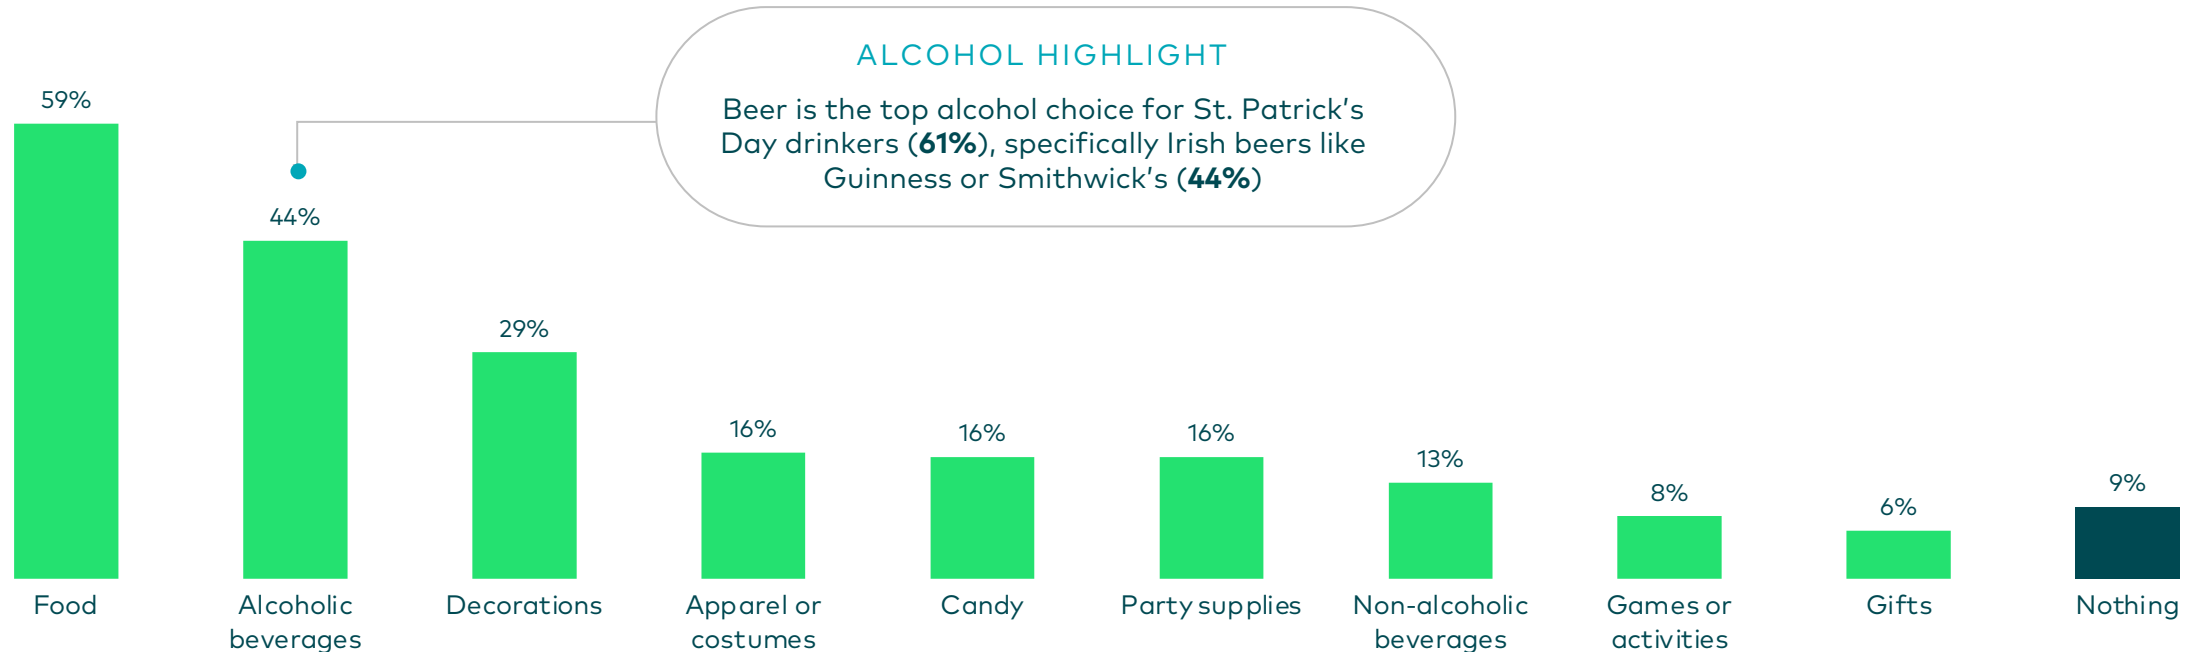 ALCOHOL HIGHLIGHT
Beer is the top alcohol choice for St. Patrick's
Day drinkers (61%), specifically Irish beers like
Guinness or Smithwick's (44%)
59%
44%
29%
16%
16%
16%
13%
8%
6%
9%
Food
Alcoholic
beverages
Decorations
Apparel or
costumes
Candy
Party supplies
Non-alcoholic
beverages
Games or
activities
Gifts
Nothing